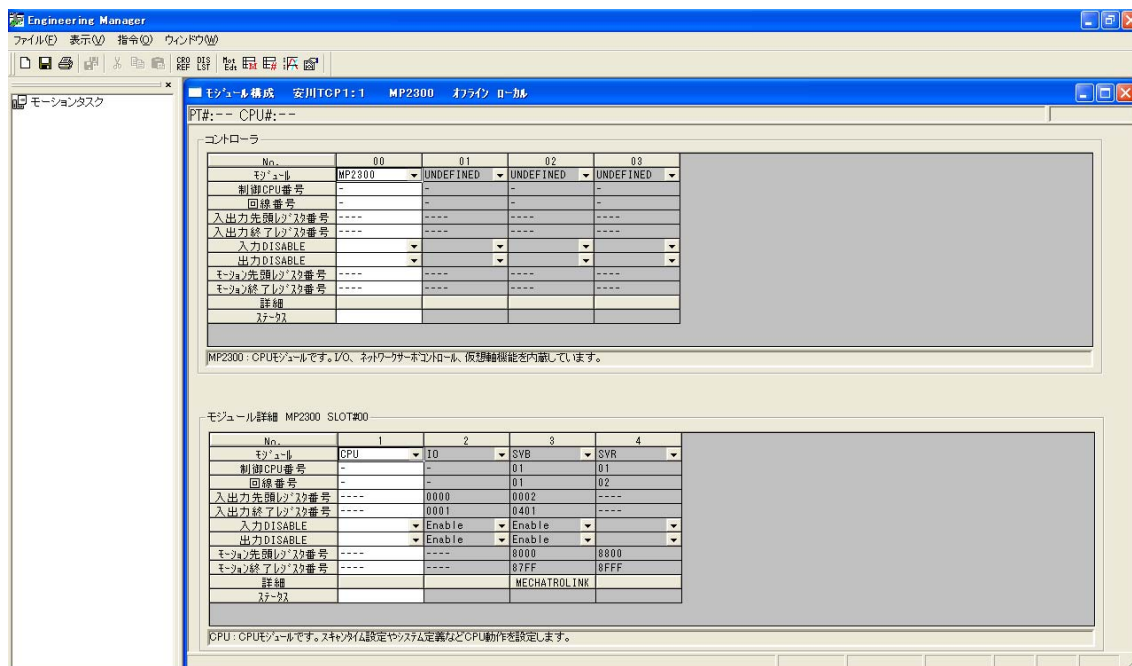 Engineering Manager
ファイル(F) 表示(V) 指令(O) ウィンドウ(W)
CRO REF DIS LST Mot Edt
モーションタスク
モジュール構成 安川TCP1:1 MP2300 オフライン ローカル
PT#:-- CPU#:--
コントローラ
No. 00 01 02 03
モジュール MP2300 UNDEFINED UNDEFINED UNDEFINED
制御CPU番号 - - - -
回線番号 - - - -
入出力先頭レジスタ番号 ---- ---- ---- ----
入出力終了レジスタ番号 ---- ---- ---- ----
入力DISABLE
出力DISABLE
モーション先頭レジスタ番号 ---- ---- ---- ----
モーション終了レジスタ番号 ---- ---- ---- ----
詳細
ステータス
MP2300 : CPUモジュールです。I/O、ネットワークサーボコントロール、仮想軸機能を内蔵しています。
モジュール詳細 MP2300 SLOT#00
No. 1 2 3 4
モジュール CPU IO SVB SVR
制御CPU番号 - - 01 01
回線番号 - - 01 02
入出力先頭レジスタ番号 ---- 0000 0002 ----
入出力終了レジスタ番号 ---- 0001 0401 ----
入力DISABLE Enable Enable
出力DISABLE Enable Enable
モーション先頭レジスタ番号 ---- ---- 8000 8800
モーション終了レジスタ番号 ---- ---- 87FF 8FFF
詳細 MECHATROLINK
ステータス
CPU : CPUモジュールです。スキャンタイム設定やシステム定義などCPU動作を設定します。